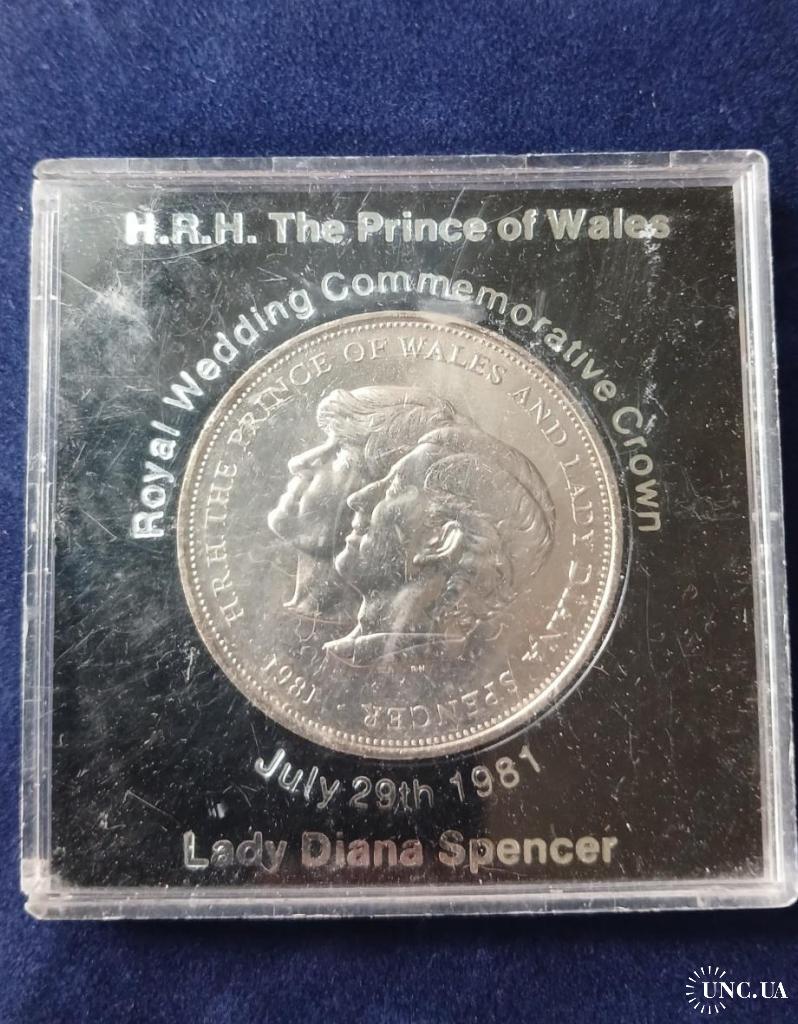 H.R.H. The Prince of Wales
Royal Wedding Commemorative Crown
H.R.H. THE PRINCE OF WALES AND LADY DIANA SPENCER · 1981
RN
July 29th 1981
Lady Diana Spencer
UNC.UA